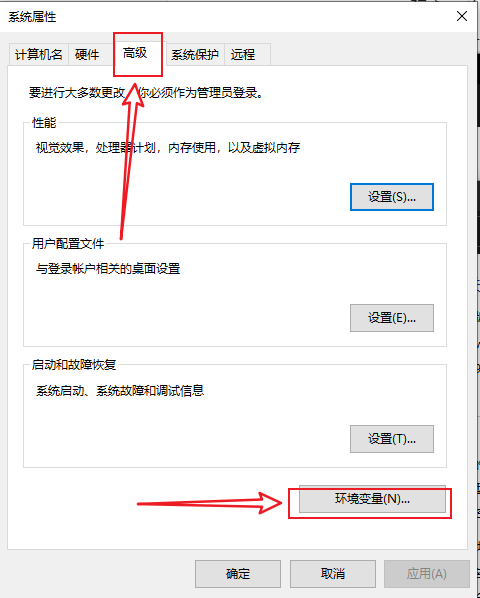 系统属性
计算机名 硬件 高级 系统保护 远程
要进行大多数更改，你必须作为管理员登录。
性能
视觉效果，处理器计划，内存使用，以及虚拟内存
设置(S)...
用户配置文件
与登录帐户相关的桌面设置
设置(E)...
启动和故障恢复
系统启动、系统故障和调试信息
设置(T)...
环境变量(N)...
确定 取消 应用(A)